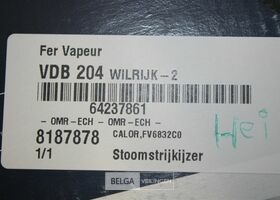 Fer Vapeur
VDB 204 WILRIJK-2
64237861
- OMR-ECH - - OMR-ECH -
8187878 CALOR,FV6832C0
1/1 Stoomstrijkijzer
Hei
BELGA VEILINGEN